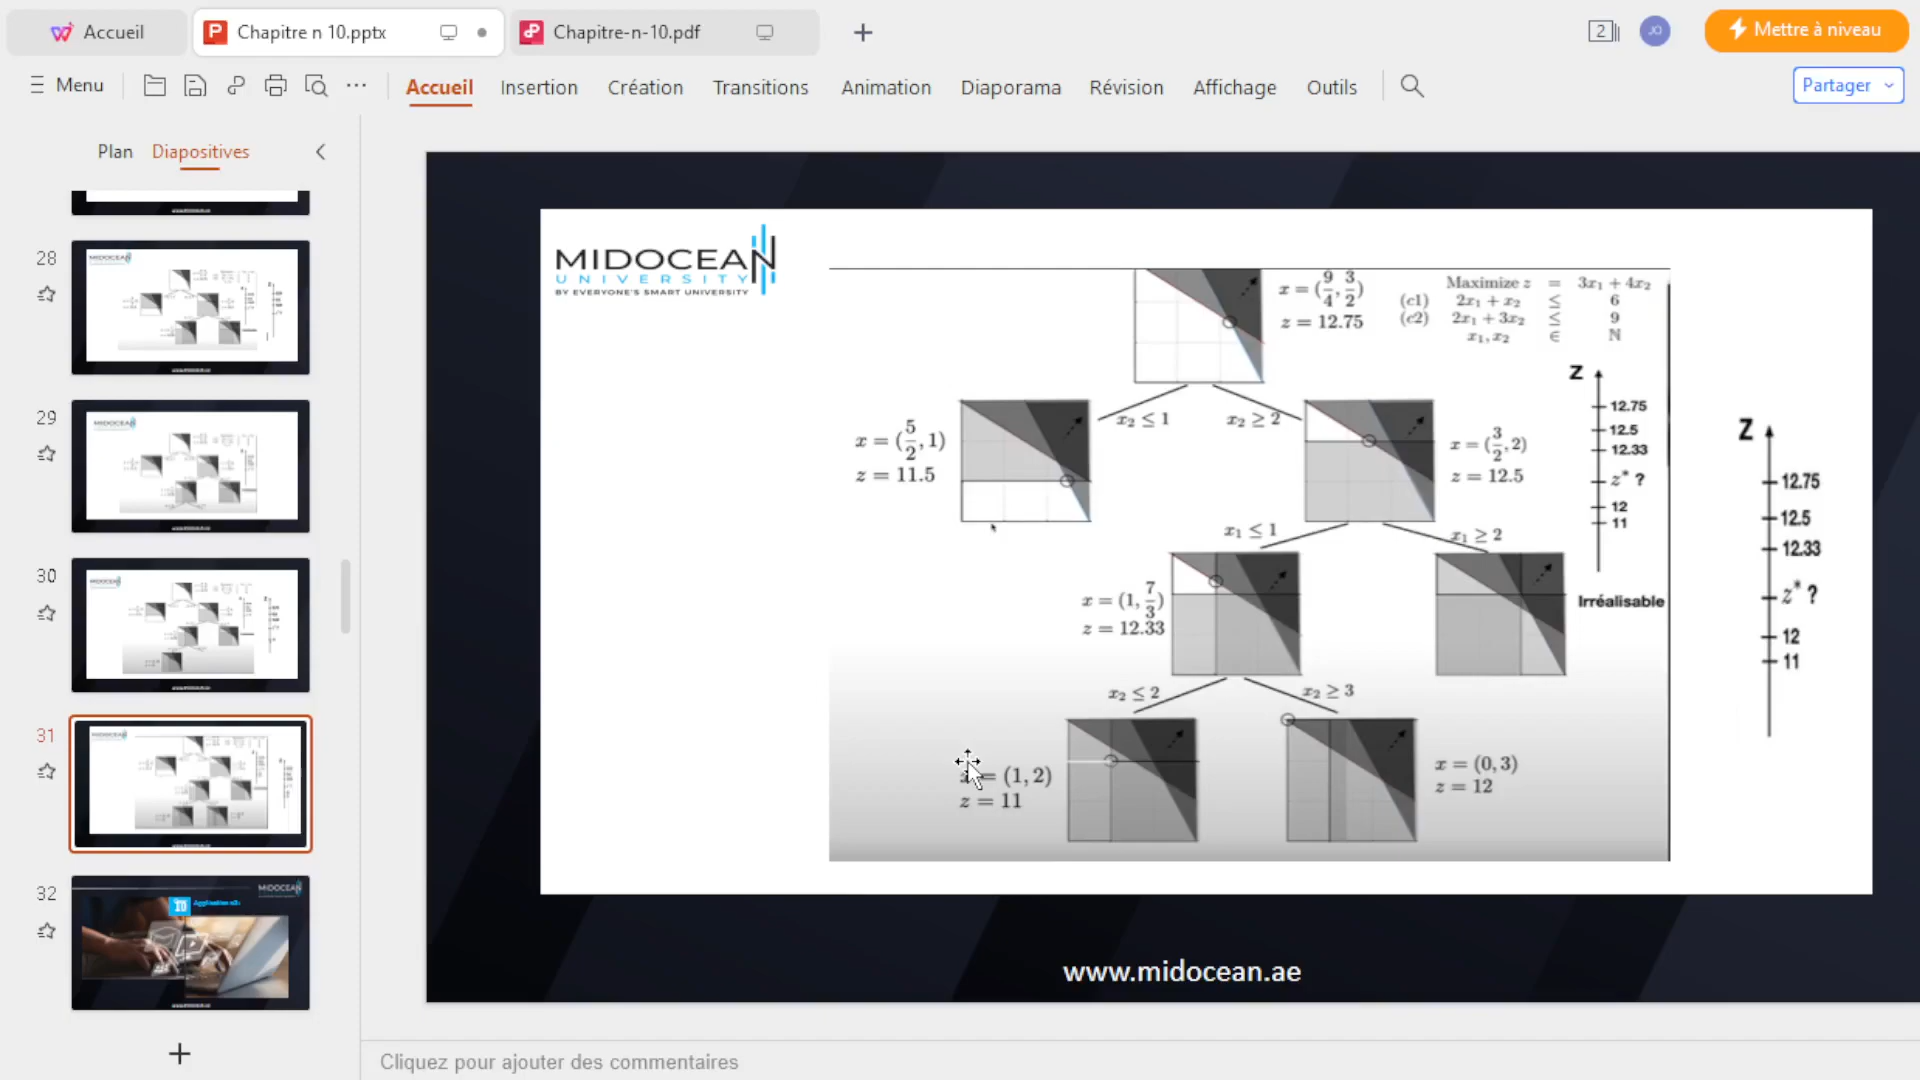 Accueil
Chapitre n 10.pptx
Chapitre-n-10.pdf
2
JO
Mettre à niveau
Menu
Accueil
Insertion
Création
Transitions
Animation
Diaporama
Révision
Affichage
Outils
Partager
Plan
Diapositives
28
29
30
31
32
MIDOCEAN
UNIVERSITY
BY EVERYONE'S SMART UNIVERSITY
x = (9/4, 3/2)
z = 12.75
Maximize z = 3x₁ + 4x₂
(c1) 2x₁ + x₂ ≤ 6
(c2) 2x₁ + 3x₂ ≤ 9
x₁, x₂ ∈ ℕ
x₂ ≤ 1
x₂ ≥ 2
x = (5/2, 1)
z = 11.5
x = (3/2, 2)
z = 12.5
Z
12.75
12.5
12.33
z* ?
12
11
Z
12.75
12.5
12.33
z* ?
12
11
x₁ ≤ 1
x₁ ≥ 2
x = (1, 7/3)
z = 12.33
Irréalisable
x₂ ≤ 2
x₂ ≥ 3
x = (1, 2)
z = 11
x = (0, 3)
z = 12
www.midocean.ae
Cliquez pour ajouter des commentaires